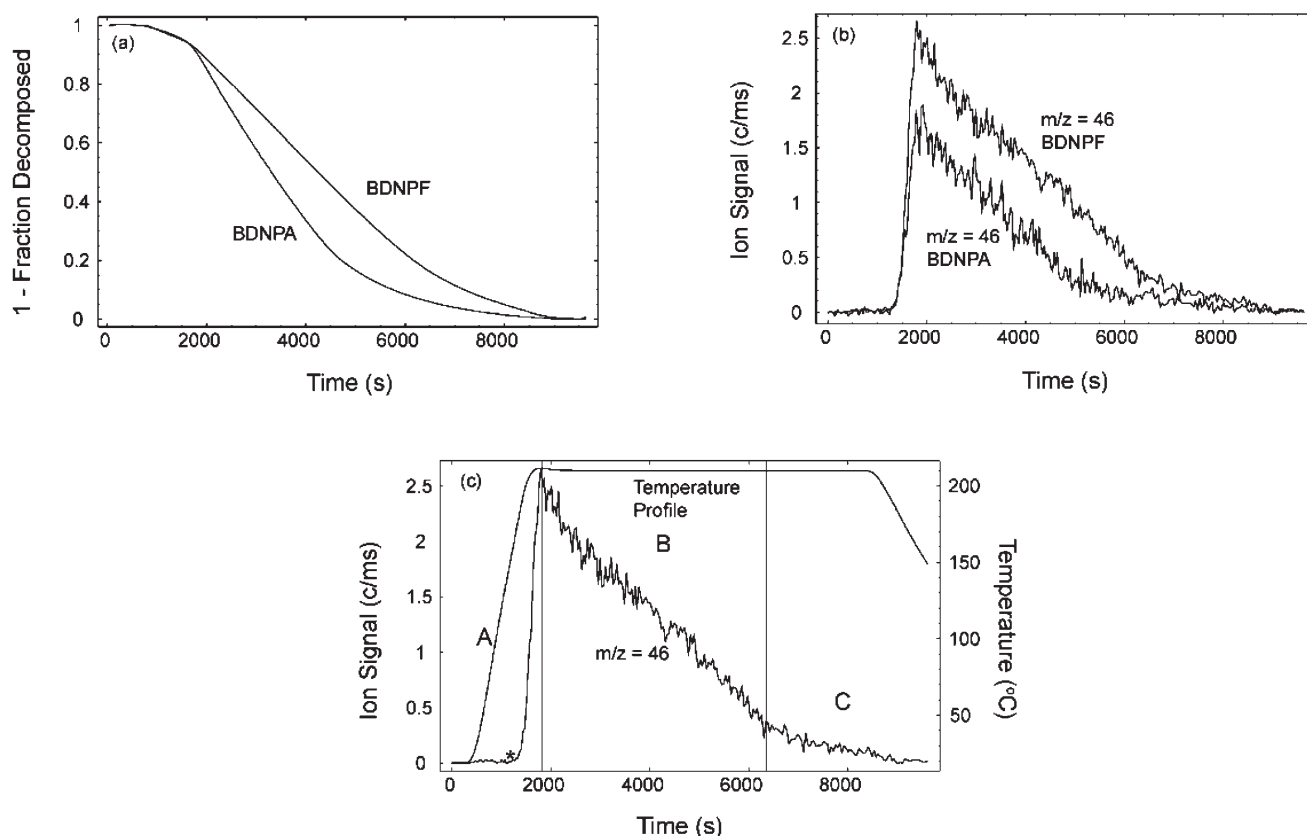 (a)
1 - Fraction Decomposed
1
0.8
0.6
0.4
0.2
0
BDNPF
BDNPA
2000
4000
6000
8000
Time (s)
(b)
Ion Signal (c/ms)
2.5
2
1.5
1
0.5
0
m/z = 46
BDNPF
m/z = 46
BDNPA
0
2000
4000
6000
8000
Time (s)
(c)
Ion Signal (c/ms)
2.5
2
1.5
1
0.5
0
Temperature
Profile
A
B
C
m/z = 46
*
200
150
100
50
Temperature (ºC)
0
2000
4000
6000
8000
Time (s)